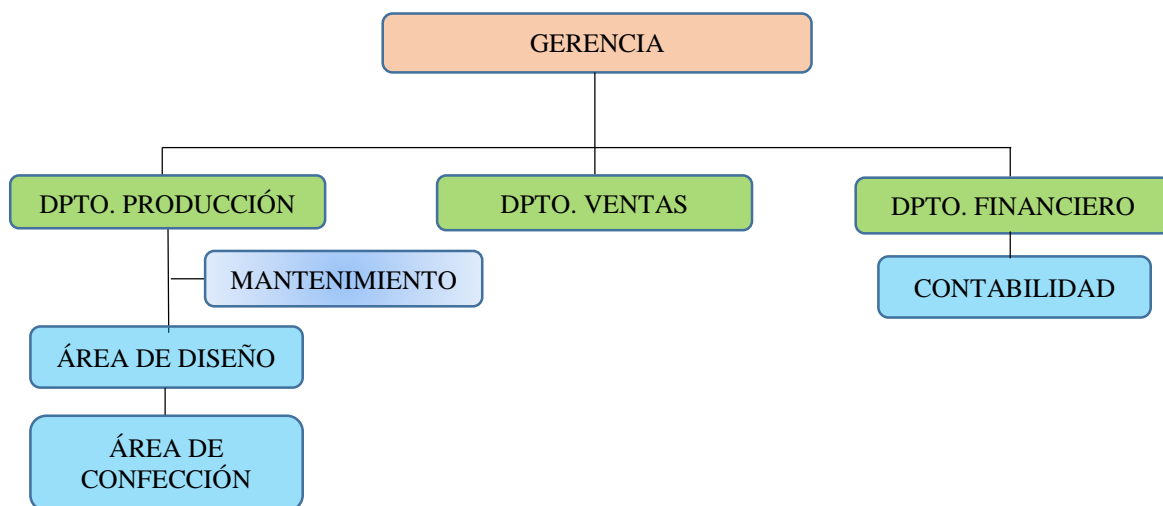 GERENCIA
DPTO. PRODUCCIÓN
DPTO. VENTAS
DPTO. FINANCIERO
MANTENIMIENTO
CONTABILIDAD
ÁREA DE DISEÑO
ÁREA DE
CONFECCIÓN